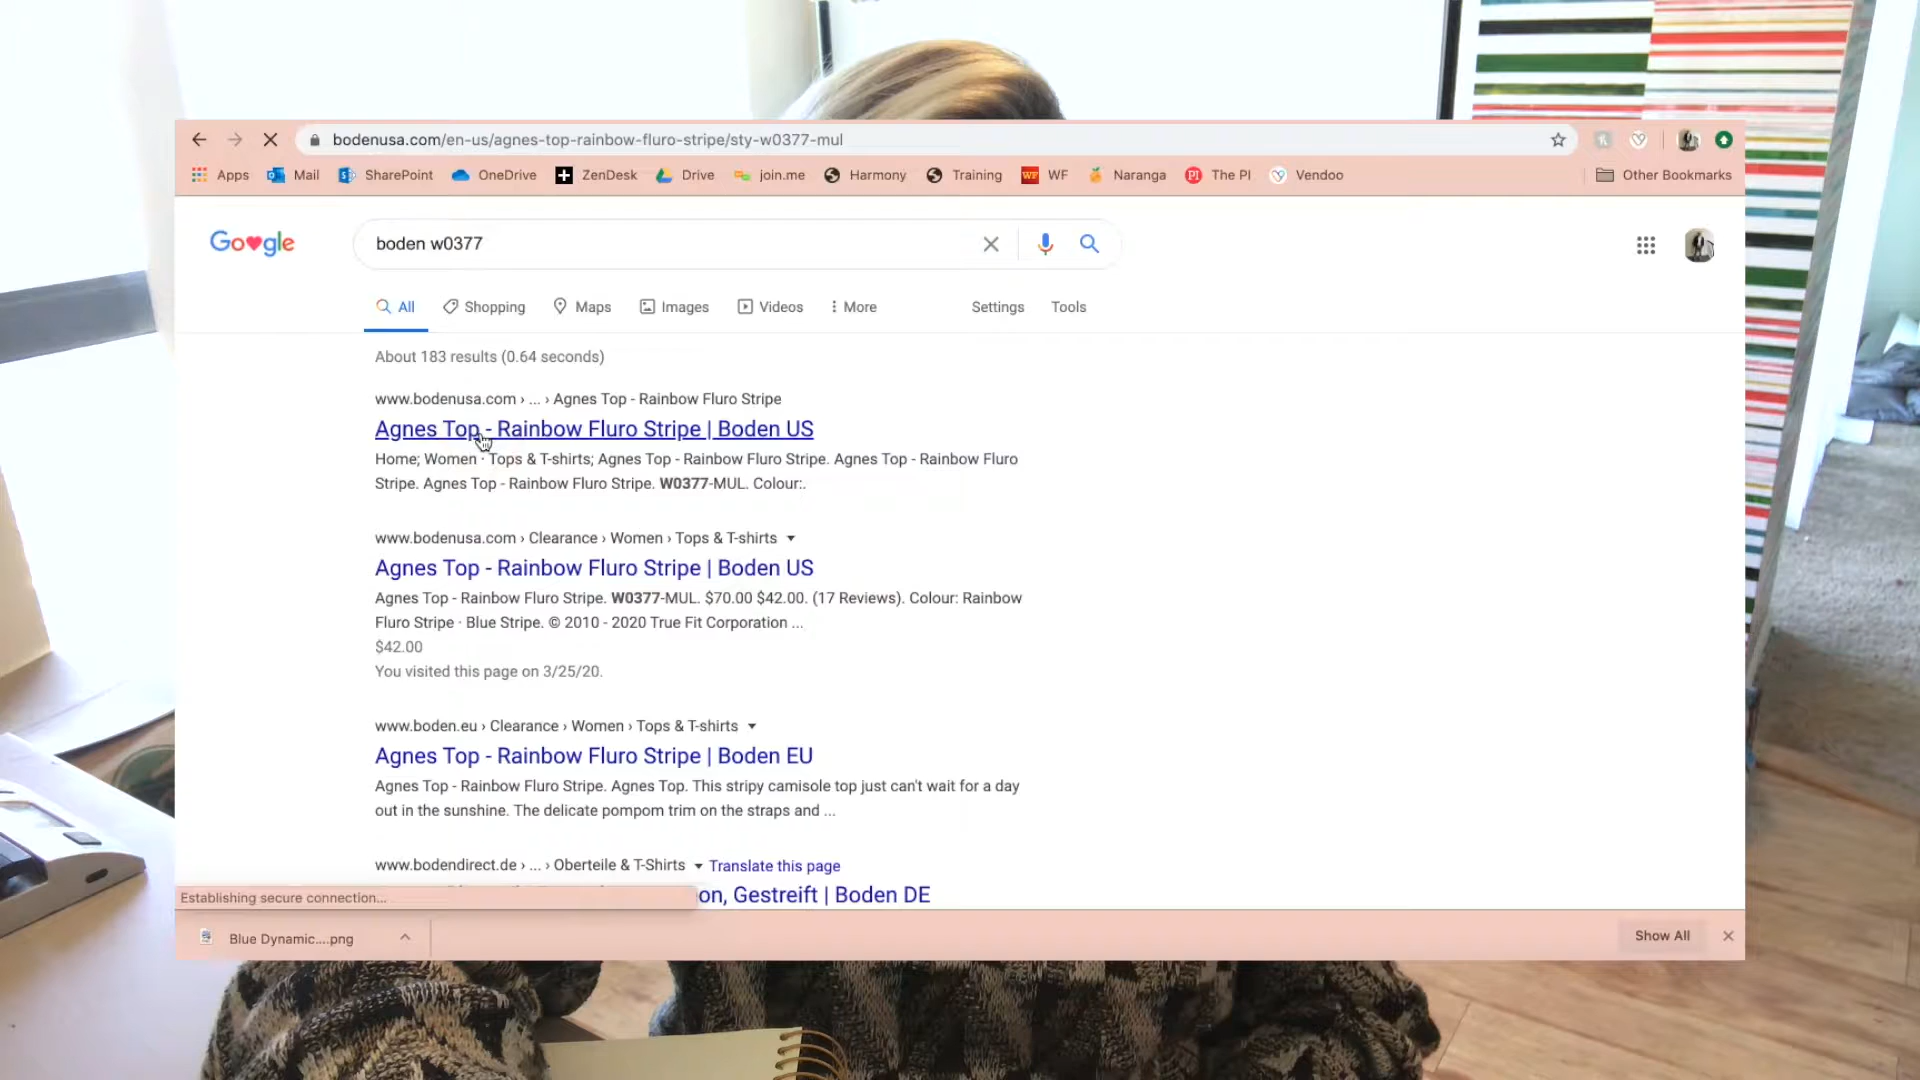 bodenusa.com/en-us/agnes-top-rainbow-fluro-stripe/sty-w0377-mul
Apps Mail SharePoint OneDrive ZenDesk Drive join.me Harmony Training WF WF Naranga PI The PI Vendoo Other Bookmarks
Google
boden w0377
All Shopping Maps Images Videos More Settings Tools
About 183 results (0.64 seconds)
www.bodenusa.com › ... › Agnes Top - Rainbow Fluro Stripe
Agnes Top - Rainbow Fluro Stripe | Boden US
Home; Women · Tops & T-shirts; Agnes Top - Rainbow Fluro Stripe. Agnes Top - Rainbow Fluro
Stripe. Agnes Top - Rainbow Fluro Stripe. W0377-MUL. Colour:.
www.bodenusa.com › Clearance › Women › Tops & T-shirts
Agnes Top - Rainbow Fluro Stripe | Boden US
Agnes Top - Rainbow Fluro Stripe. W0377-MUL. $70.00 $42.00. (17 Reviews). Colour: Rainbow
Fluro Stripe · Blue Stripe. © 2010 - 2020 True Fit Corporation ...
$42.00
You visited this page on 3/25/20.
www.boden.eu › Clearance › Women › Tops & T-shirts
Agnes Top - Rainbow Fluro Stripe | Boden EU
Agnes Top - Rainbow Fluro Stripe. Agnes Top. This stripy camisole top just can't wait for a day
out in the sunshine. The delicate pompom trim on the straps and ...
www.bodendirect.de › ... › Oberteile & T-Shirts Translate this page
on, Gestreift | Boden DE
Establishing secure connection...
Blue Dynamic....png
Show All